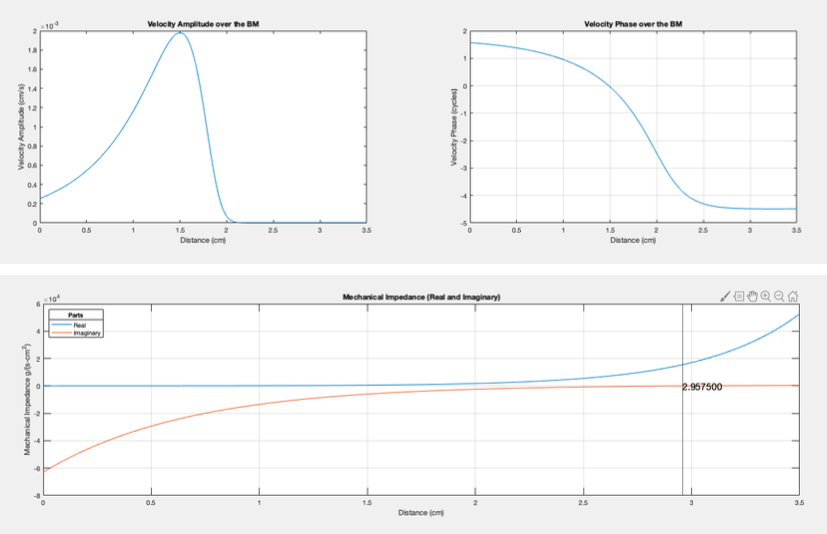 Velocity Amplitude over the BM
×10⁻³
2
1.8
1.6
1.4
1.2
1
0.8
0.6
0.4
0.2
0
Velocity Amplitude (cm/s)
0 0.5 1 1.5 2 2.5 3 3.5
Distance (cm)
Velocity Phase over the BM
2
1
0
-1
-2
-3
-4
-5
Velocity Phase (cycles)
0 0.5 1 1.5 2 2.5 3 3.5
Distance (cm)
Mechanical Impedance (Real and Imaginary)
×10⁴
Parts
Real
Imaginary
6
4
2
0
-2
-4
-6
-8
Mechanical Impedance g/(s-cm²)
2.957500
0 0.5 1 1.5 2 2.5 3 3.5
Distance (cm)